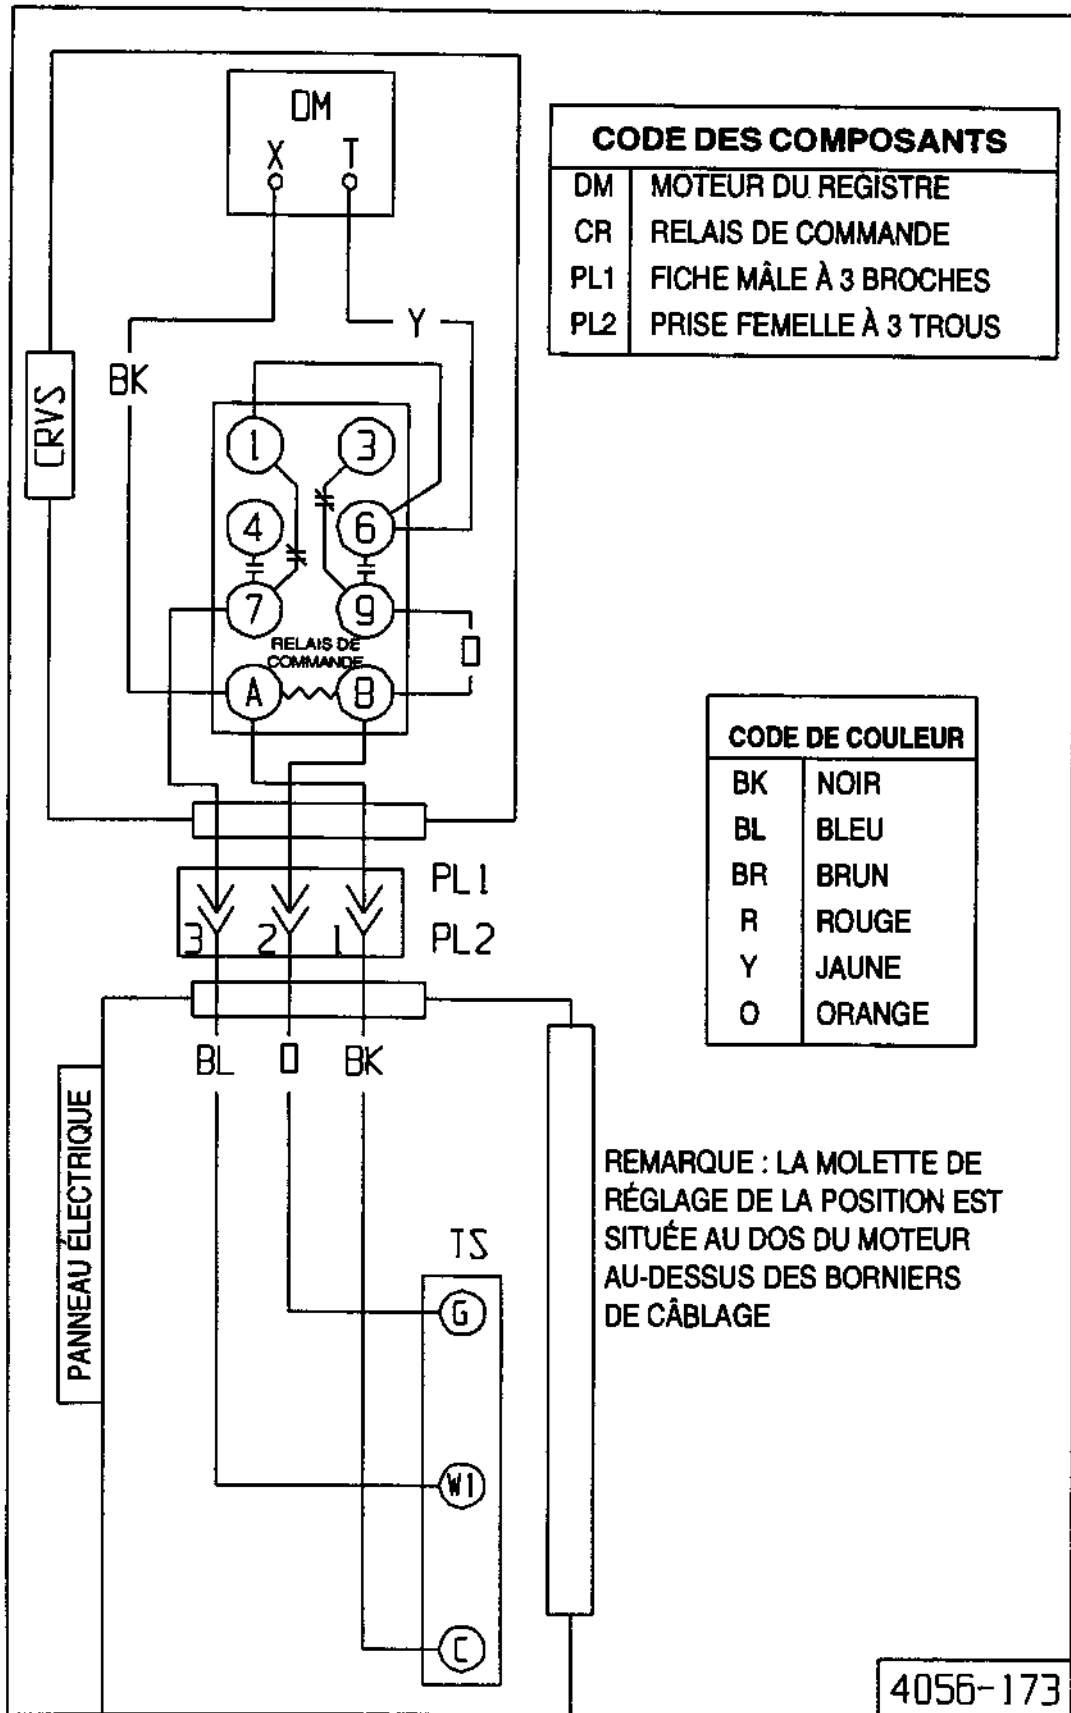 DM
X T
CODE DES COMPOSANTS
DM MOTEUR DU REGISTRE
CR RELAIS DE COMMANDE
PL1 FICHE MÂLE À 3 BROCHES
PL2 PRISE FEMELLE À 3 TROUS
Y
BK
CRVS
1 3
4 6
7 9
RELAIS DE
COMMANDE
O
A B
CODE DE COULEUR
BK NOIR
BL BLEU
BR BRUN
R ROUGE
Y JAUNE
O ORANGE
PL1
3 2 1 PL2
BL O BK
PANNEAU ÉLECTRIQUE
REMARQUE : LA MOLETTE DE
RÉGLAGE DE LA POSITION EST
SITUÉE AU DOS DU MOTEUR
AU-DESSUS DES BORNIERS
DE CÂBLAGE
TS
G
W1
C
4056-173